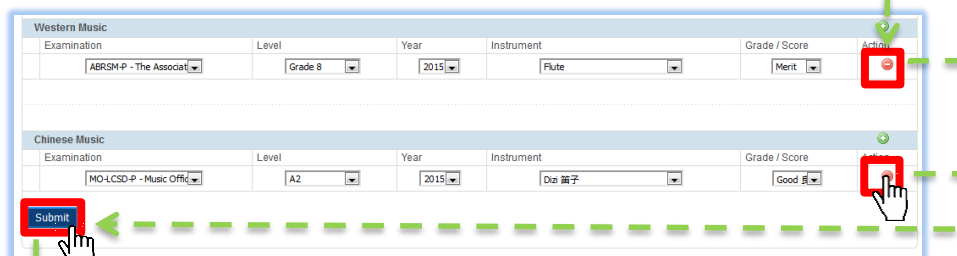 Western Music
Examination Level Year Instrument Grade / Score Action
ABRSM-P - The Associat Grade 8 2015 Flute Merit
Chinese Music
Examination Level Year Instrument Grade / Score
MO-LCSD-P - Music Offic A2 2015 Dizi 笛子 Good
Submit